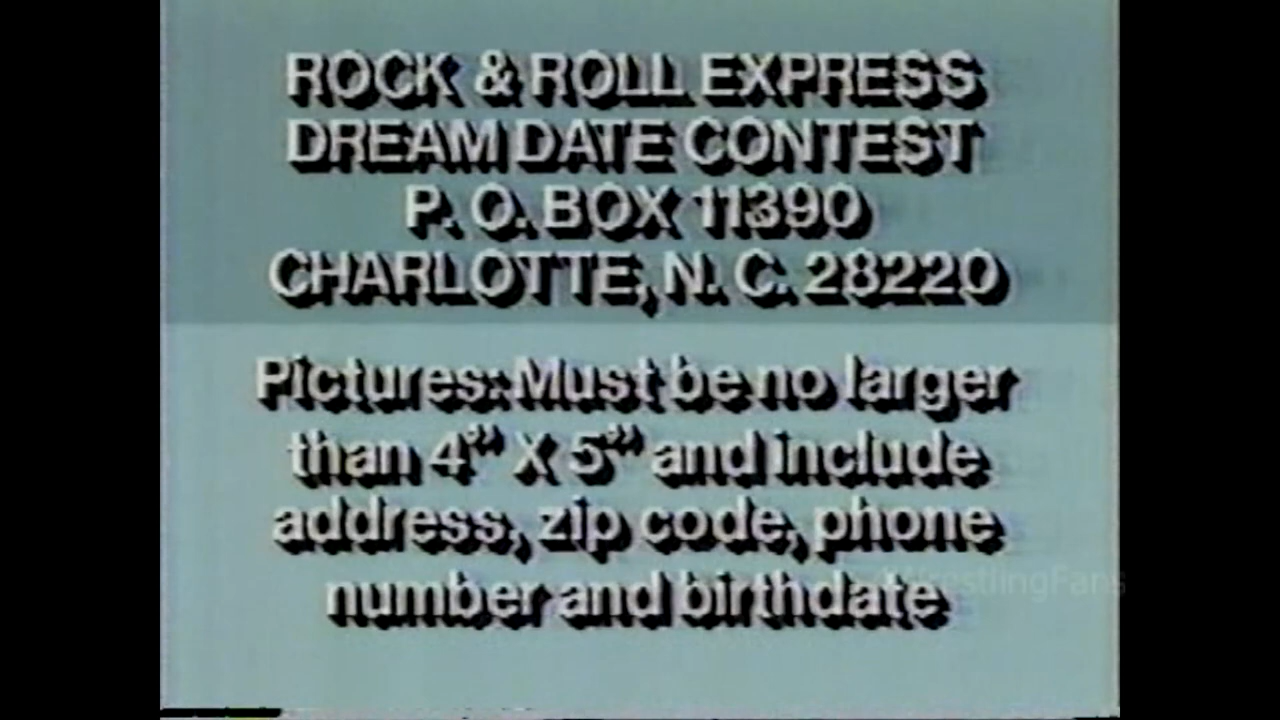 ROCK & ROLL EXPRESS
DREAM DATE CONTEST
P. O. BOX 11390
CHARLOTTE, N. C. 28220
Pictures: Must be no larger
than 4” X 5” and include
address, zip code, phone
number and birthdate
WrestlingFans